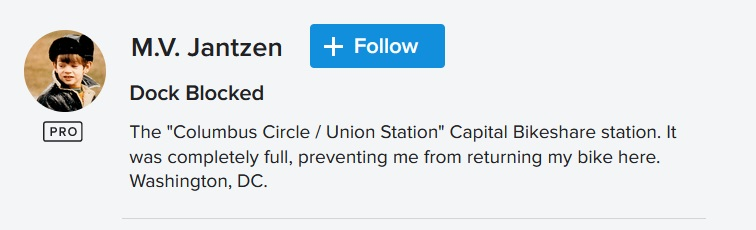 M.V. Jantzen
+ Follow
PRO
Dock Blocked
The "Columbus Circle / Union Station" Capital Bikeshare station. It
was completely full, preventing me from returning my bike here.
Washington, DC.